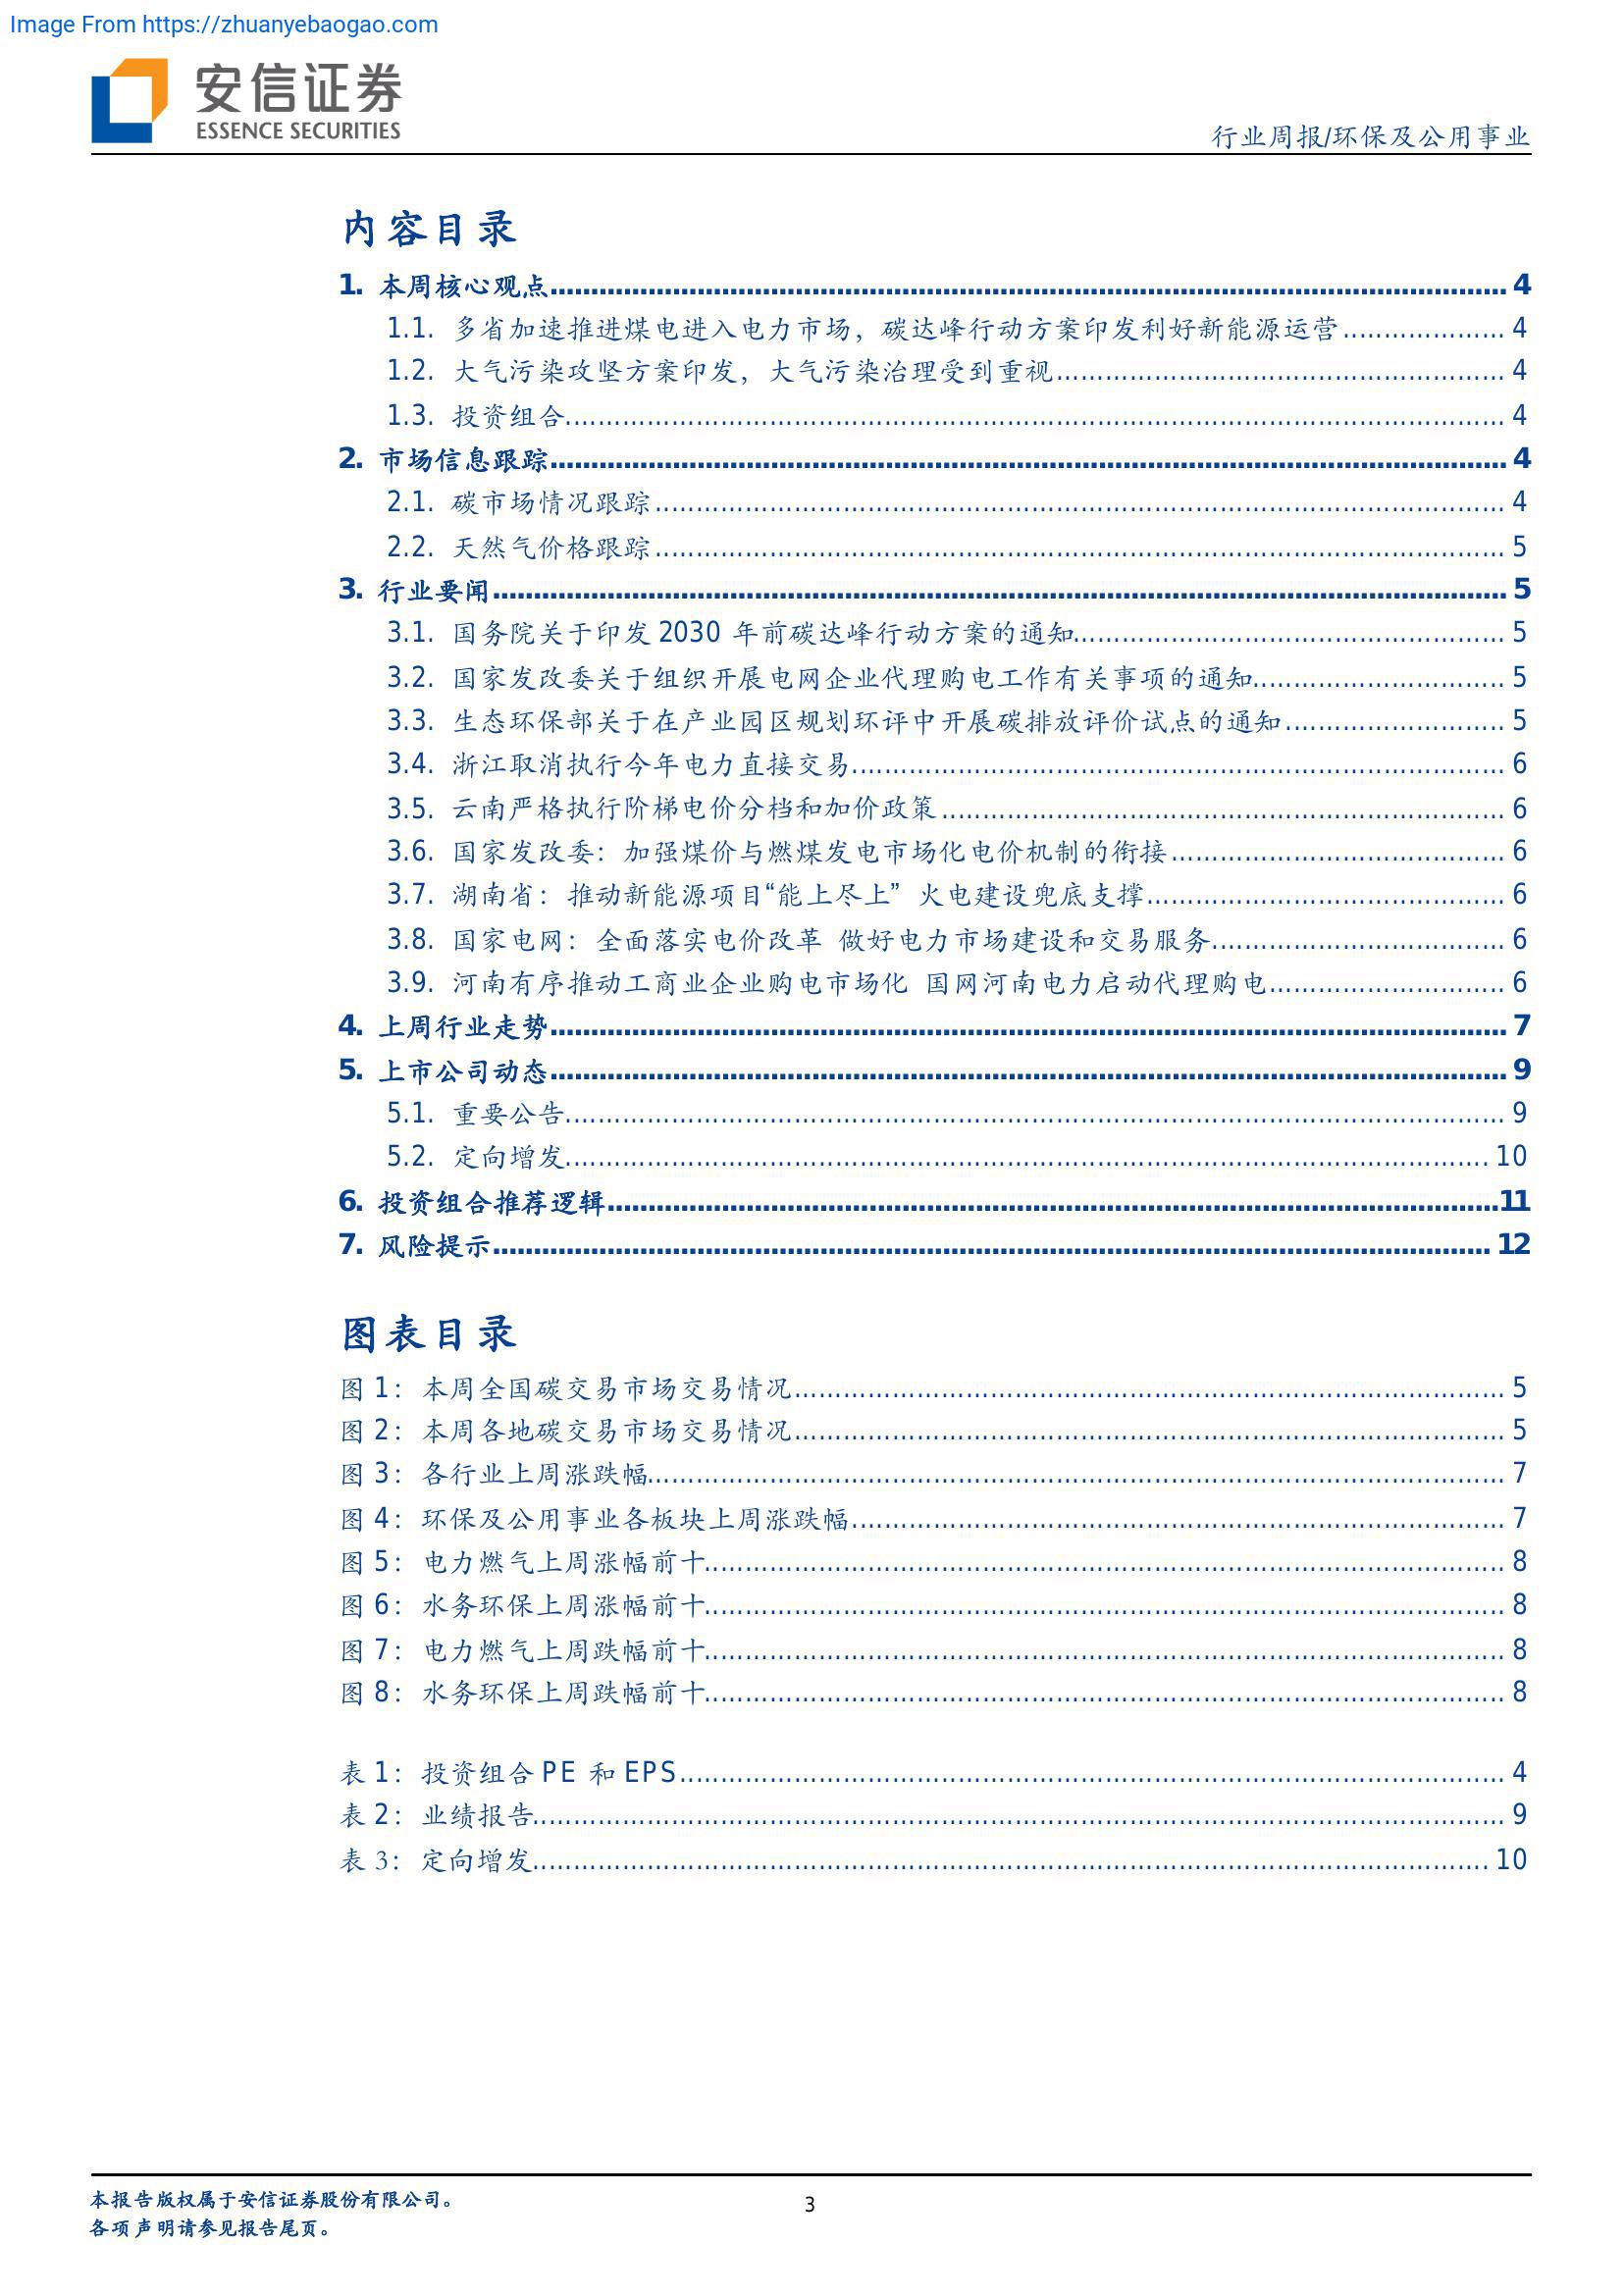 Image From https://zhuanyebaogao.com
安信证券
ESSENCE SECURITIES
行业周报/环保及公用事业
内容目录
1. 本周核心观点 4
1.1. 多省加速推进煤电进入电力市场，碳达峰行动方案印发利好新能源运营 4
1.2. 大气污染攻坚方案印发，大气污染治理受到重视 4
1.3. 投资组合 4
2. 市场信息跟踪 4
2.1. 碳市场情况跟踪 4
2.2. 天然气价格跟踪 5
3. 行业要闻 5
3.1. 国务院关于印发 2030 年前碳达峰行动方案的通知 5
3.2. 国家发改委关于组织开展电网企业代理购电工作有关事项的通知 5
3.3. 生态环保部关于在产业园区规划环评中开展碳排放评价试点的通知 5
3.4. 浙江取消执行今年电力直接交易 6
3.5. 云南严格执行阶梯电价分档和加价政策 6
3.6. 国家发改委：加强煤价与燃煤发电市场化电价机制的衔接 6
3.7. 湖南省：推动新能源项目“能上尽上” 火电建设兜底支撑 6
3.8. 国家电网：全面落实电价改革 做好电力市场建设和交易服务 6
3.9. 河南有序推动工商业企业购电市场化 国网河南电力启动代理购电 6
4. 上周行业走势 7
5. 上市公司动态 9
5.1. 重要公告 9
5.2. 定向增发 10
6. 投资组合推荐逻辑 11
7. 风险提示 12
图表目录
图 1：本周全国碳交易市场交易情况 5
图 2：本周各地碳交易市场交易情况 5
图 3：各行业上周涨跌幅 7
图 4：环保及公用事业各板块上周涨跌幅 7
图 5：电力燃气上周涨幅前十 8
图 6：水务环保上周涨幅前十 8
图 7：电力燃气上周跌幅前十 8
图 8：水务环保上周跌幅前十 8
表 1：投资组合 PE 和 EPS 4
表 2：业绩报告 9
表 3：定向增发 10
本报告版权属于安信证券股份有限公司。
3
各项声明请参见报告尾页。